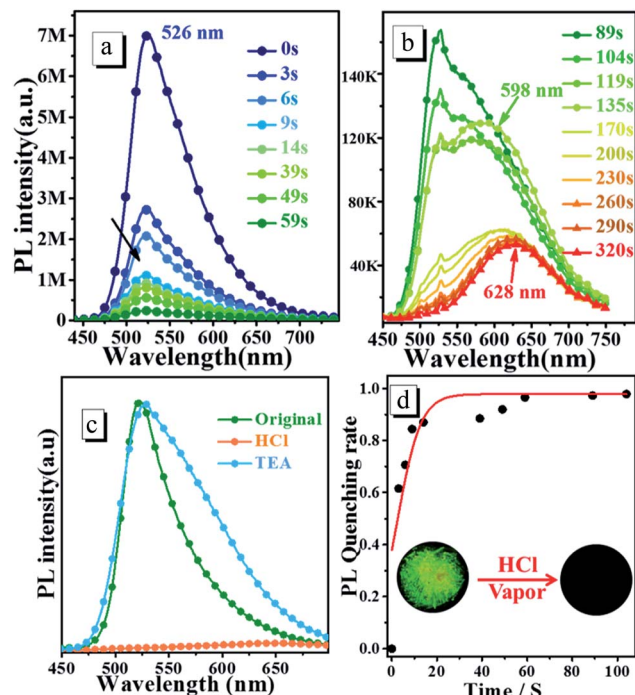 a
526 nm
7M
6M
5M
4M
3M
2M
1M
0
PL intensity(a.u.)
0s
3s
6s
9s
14s
39s
49s
59s
450 500 550 600 650 700
Wavelength(nm)
b
140K
120K
80K
40K
598 nm
628 nm
89s
104s
119s
135s
170s
200s
230s
260s
290s
320s
450 500 550 600 650 700 750
Wavelength(nm)
c
PL intensity(a.u)
Original
HCl
TEA
450 500 550 600 650
Wavelength(nm)
d
PL Quenching rate
1.0
0.8
0.6
0.4
0.2
0.0
HCl
Vapor
0 20 40 60 80 100
Time / S